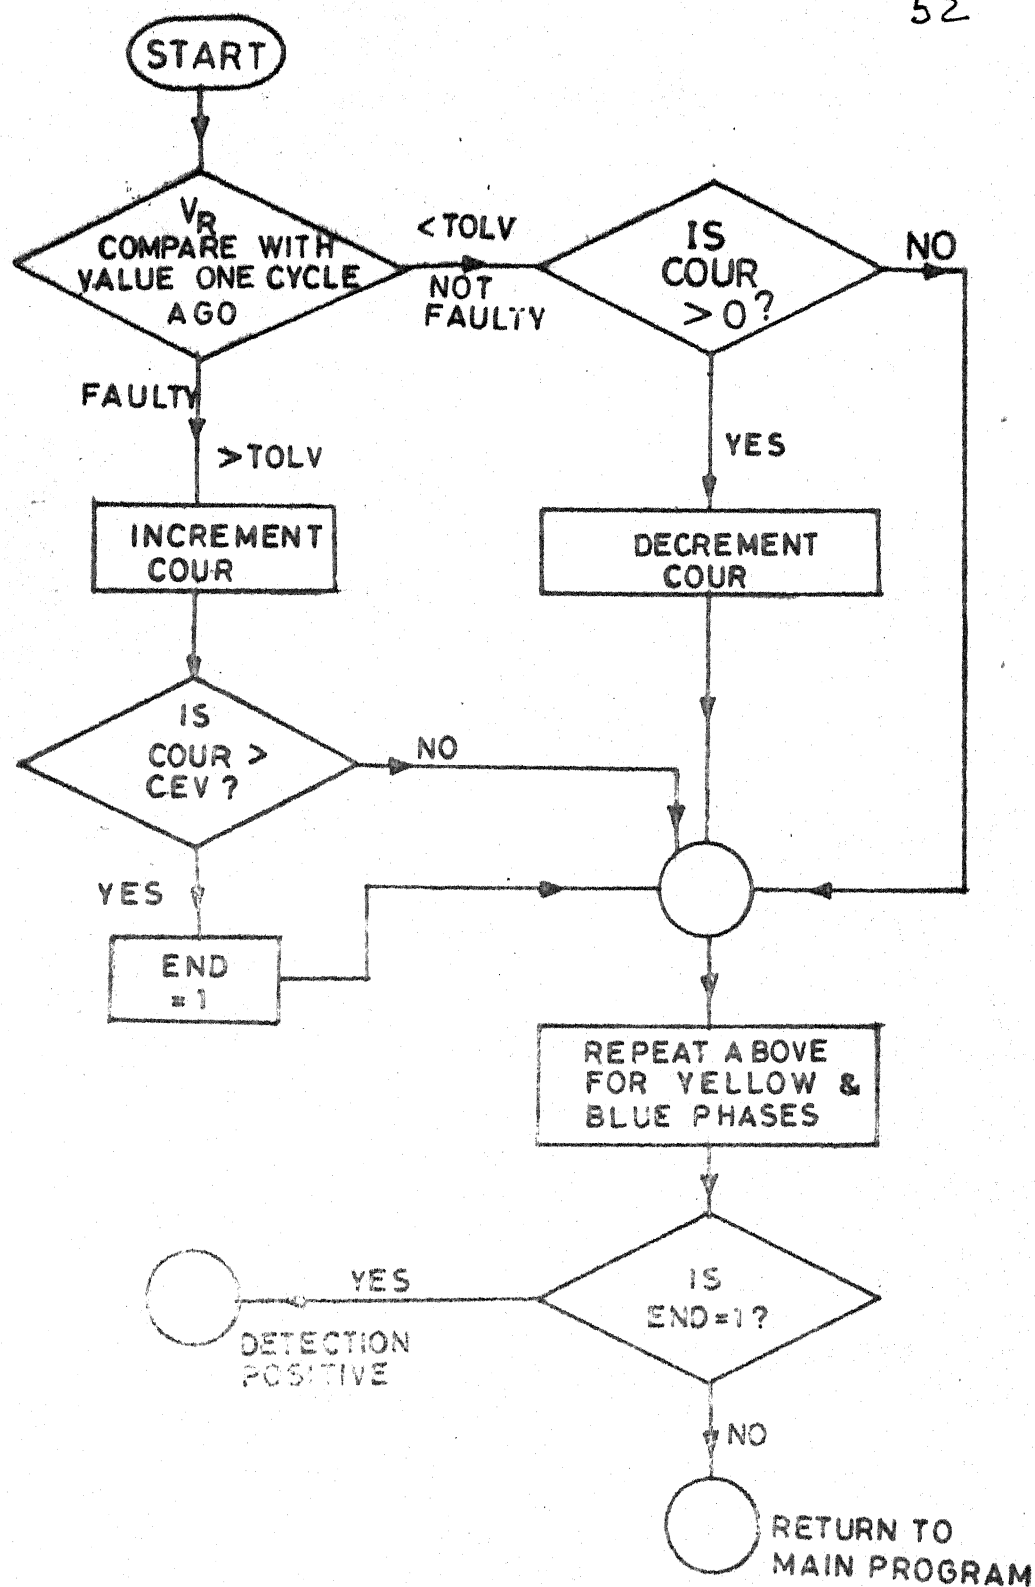 52
START
VR
COMPARE WITH
VALUE ONE CYCLE
AGO
< TOLV
NOT
FAULTY
IS
COUR
> 0?
NO
FAULTY
> TOLV
YES
INCREMENT
COUR
DECREMENT
COUR
IS
COUR >
CEV?
NO
YES
END
= 1
REPEAT ABOVE
FOR YELLOW &
BLUE PHASES
IS
END=1?
YES
DETECTION
POSITIVE
NO
RETURN TO
MAIN PROGRAM